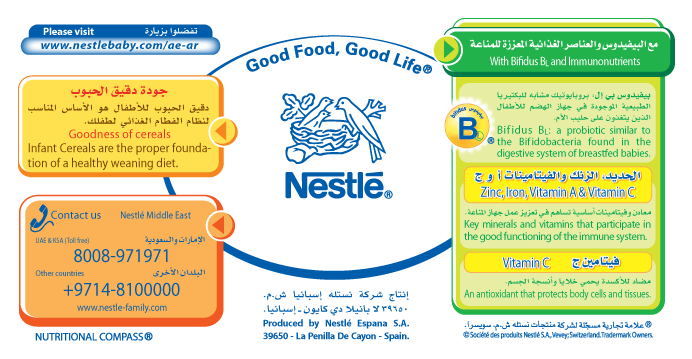 Please visit
تفضلوا بزيارة
www.nestlebaby.com/ae-ar
جودة دقيق الحبوب
دقيق الحبوب للأطفال هو الأساس المناسب
لنظام الفطام الغذائي لطفلك.
Goodness of cereals
Infant Cereals are the proper founda-
tion of a healthy weaning diet.
Contact us
Nestlé Middle East
UAE & KSA (Toll free)
الإمارات والسعودية
8008-971971
Other countries
البلدان الأخرى
+9714-8100000
www.nestle-family.com
NUTRITIONAL COMPASS®
Good Food, Good Life®
Nestlé®
إنتاج شركة نستله إسبانيا ش.م.
٣٩٦٥٠ لا بانيلا دي كايون - إسبانيا.
Produced by Nestlé Espana S.A.
39650 - La Penilla De Cayon - Spain.
مع البيفيدوس والعناصر الغذائية المعززة للمناعة
With Bifidus BL and Immunonutrients
bifidus بيفيدوس
BL®
بيفيدوس بي إل: بروبايوتيك مشابه للبكتيريا
الطبيعية الموجودة في جهاز الهضم للأطفال
الذين يتغذون على حليب الأم.
Bifidus BL: a probiotic similar to
the Bifidobacteria found in the
digestive system of breastfed babies.
الحديد، الزنك والفيتامينات أ و ج
Zinc, Iron, Vitamin A & Vitamin C
معادن وفيتامينات أساسية تساهم في تعزيز عمل جهاز المناعة.
Key minerals and vitamins that participate in
the good functioning of the immune system.
Vitamin C
فيتامين ج
مضاد للأكسدة يحمي خلايا وأنسجة الجسم.
An antioxidant that protects body cells and tissues.
® علامة تجارية مسجّلة لشركة منتجات نستله ش.م.، سويسرا.
© Société des produits Nestlé S.A., Vevey; Switzerland. Trademark Owners.